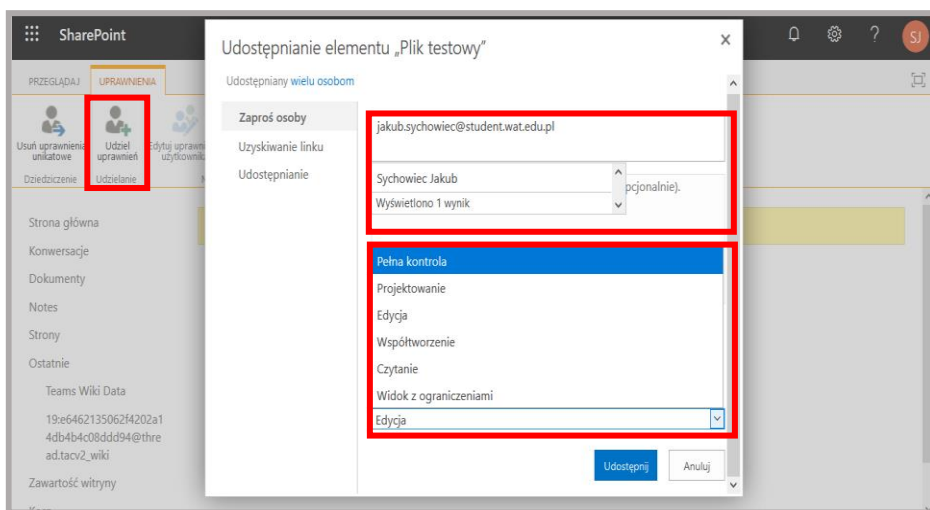 SharePoint
?
SJ
PRZEGLĄDAJ
UPRAWNIENIA
Usuń uprawnienia
unikatowe
Udziel
uprawnień
Edytuj uprawn
użytkownik
Dziedziczenie
Udzielanie
Strona główna
Konwersacje
Dokumenty
Notes
Strony
Ostatnie
Teams Wiki Data
19:e6462135062f4202a1
4db4b4c08ddd94@thre
ad.tacv2_wiki
Zawartość witryny
Udostępnianie elementu „Plik testowy”
X
Udostępniany wielu osobom
Zaproś osoby
Uzyskiwanie linku
Udostępnianie
jakub.sychowiec@student.wat.edu.pl
Sychowiec Jakub
pcjonalnie).
Wyświetlono 1 wynik
Pełna kontrola
Projektowanie
Edycja
Współtworzenie
Czytanie
Widok z ograniczeniami
Edycja
Udostępnij
Anuluj